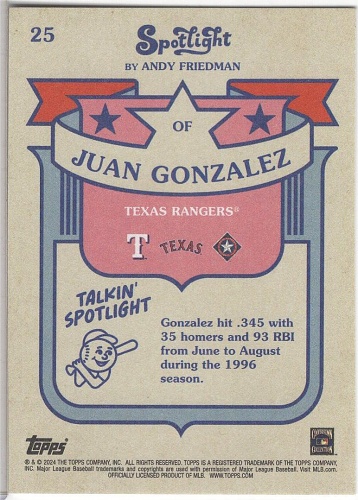 25
Spotlight
BY ANDY FRIEDMAN
OF
JUAN GONZALEZ
TEXAS RANGERS®
T TEXAS
TALKIN'
SPOTLIGHT
Gonzalez hit .345 with
35 homers and 93 RBI
from June to August
during the 1996
season.
Topps
COOPERSTOWN
COLLECTION
® & © 2024 THE TOPPS COMPANY, INC. ALL RIGHTS RESERVED. TOPPS IS A REGISTERED TRADEMARK OF THE TOPPS COMPANY,
INC. Major League Baseball trademarks and copyrights are used with permission of Major League Baseball. Visit MLB.com.
OFFICIALLY LICENSED PRODUCT OF MLB. WWW.TOPPS.COM